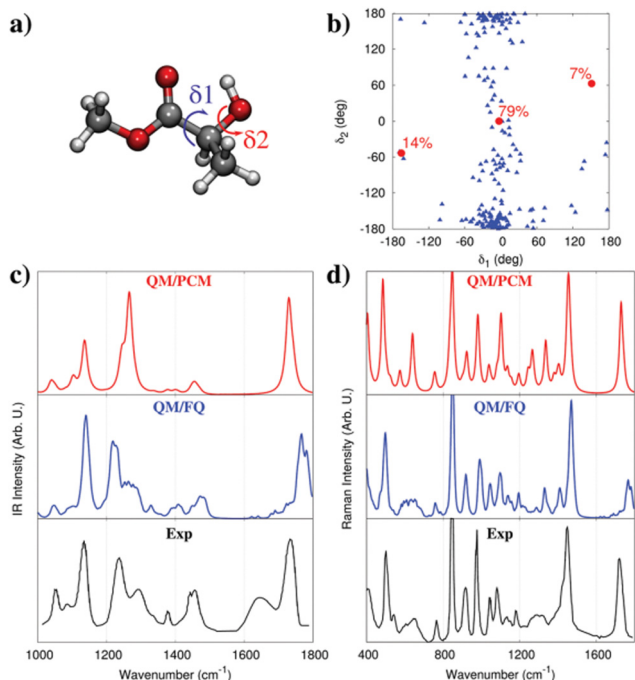 a)
δ1
δ2
b)
180
120
60
0
-60
-120
-180
7%
79%
14%
δ2 (deg)
-180 -120 -60 0 60 120 180
δ1 (deg)
c)
QM/PCM
QM/FQ
Exp
IR Intensity (Arb. U.)
1000 1200 1400 1600 1800
Wavenumber (cm-1)
d)
QM/PCM
QM/FQ
Exp
Raman Intensity (Arb. U.)
400 800 1200 1600
Wavenumber (cm-1)